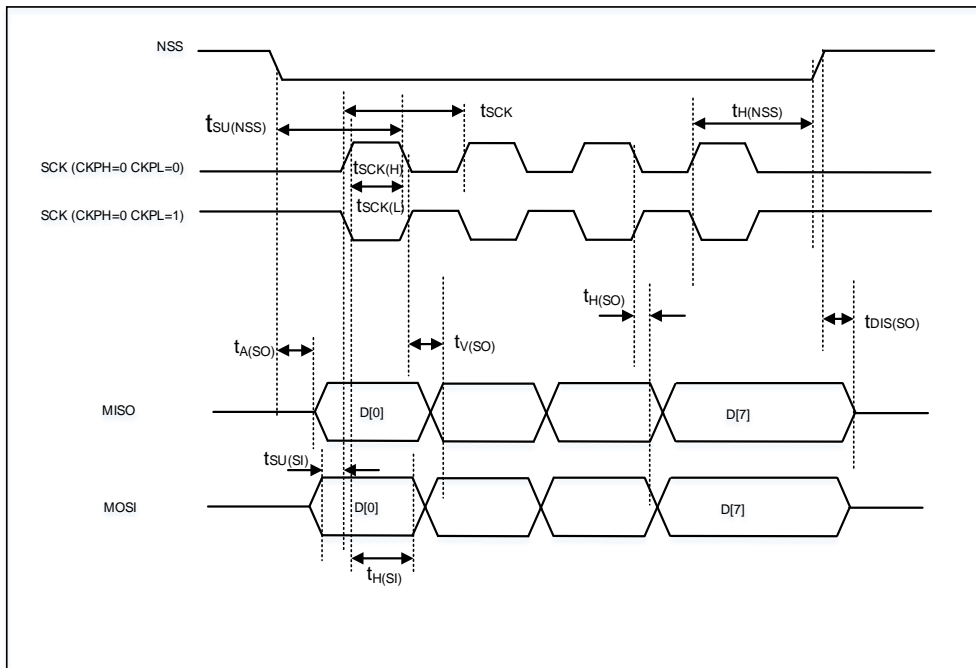 NSS
tSCK
tH(NSS)
tSU(NSS)
SCK (CKPH=0 CKPL=0)
tSCK(H)
tSCK(L)
SCK (CKPH=0 CKPL=1)
tH(SO)
tDIS(SO)
tA(SO)
tV(SO)
MISO
D[0]
D[7]
tSU(SI)
MOSI
D[0]
D[7]
tH(SI)